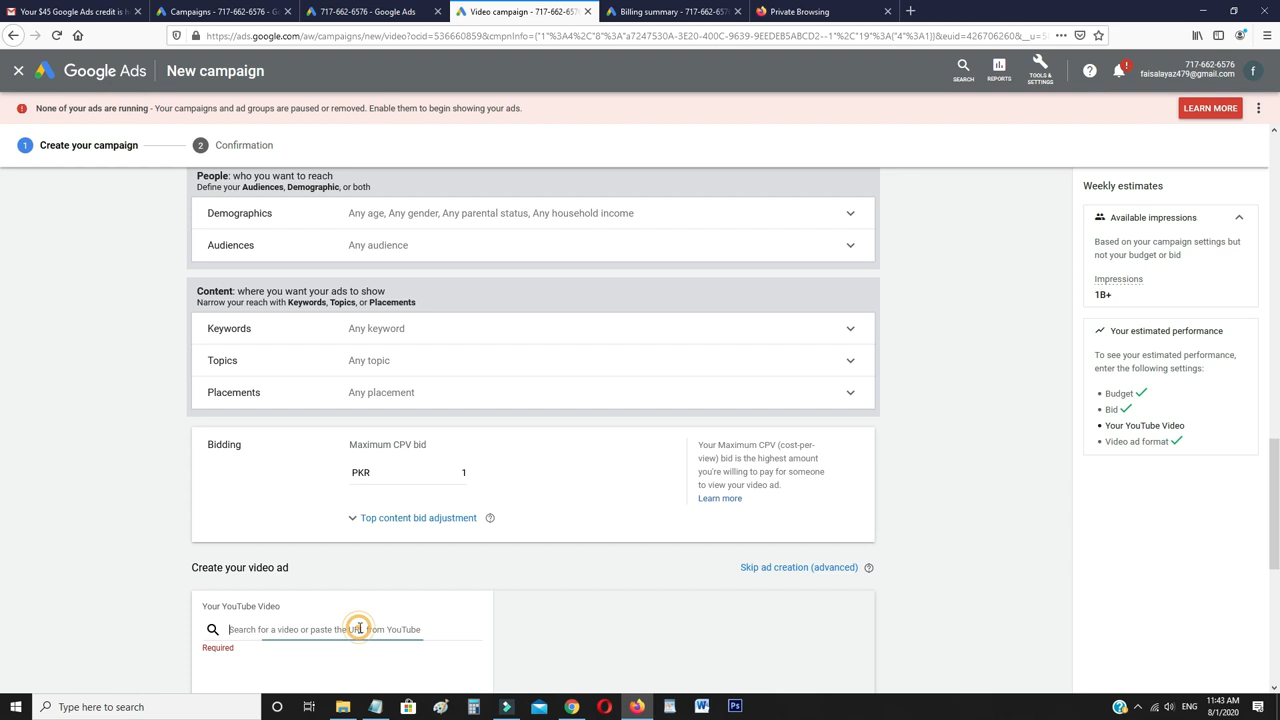 Your $45 Google Ads credit is h
Campaigns - 717-662-6576 - G
717-662-6576 - Google Ads
Video campaign - 717-662-657
Billing summary - 717-662-6576
Private Browsing
https://ads.google.com/aw/campaigns/new/video?ocid=536660859&cmpnInfo={"1"%3A4%2C"8"%3A"a7247530A-3E20-400C-9639-9EEDEB5ABCD2--1"%2C"19"%3A{"4"%3A1}}&euid=426706260&__u=5
Google Ads
New campaign
SEARCH
REPORTS
TOOLS &
SETTINGS
717-662-6576
faisalayaz479@gmail.com
f
None of your ads are running - Your campaigns and ad groups are paused or removed. Enable them to begin showing your ads.
LEARN MORE
1 Create your campaign
2 Confirmation
People: who you want to reach
Define your Audiences, Demographic, or both
Demographics Any age, Any gender, Any parental status, Any household income
Audiences Any audience
Content: where you want your ads to show
Narrow your reach with Keywords, Topics, or Placements
Keywords Any keyword
Topics Any topic
Placements Any placement
Bidding
Maximum CPV bid
PKR 1
Top content bid adjustment
Your Maximum CPV (cost-per-
view) bid is the highest amount
you're willing to pay for someone
to view your video ad.
Learn more
Create your video ad
Skip ad creation (advanced)
Your YouTube Video
Search for a video or paste the URL from YouTube
Required
Weekly estimates
Available impressions
Based on your campaign settings but
not your budget or bid
Impressions
1B+
Your estimated performance
To see your estimated performance,
enter the following settings:
• Budget
• Bid
• Your YouTube Video
• Video ad format
Type here to search
11:43 AM
8/1/2020